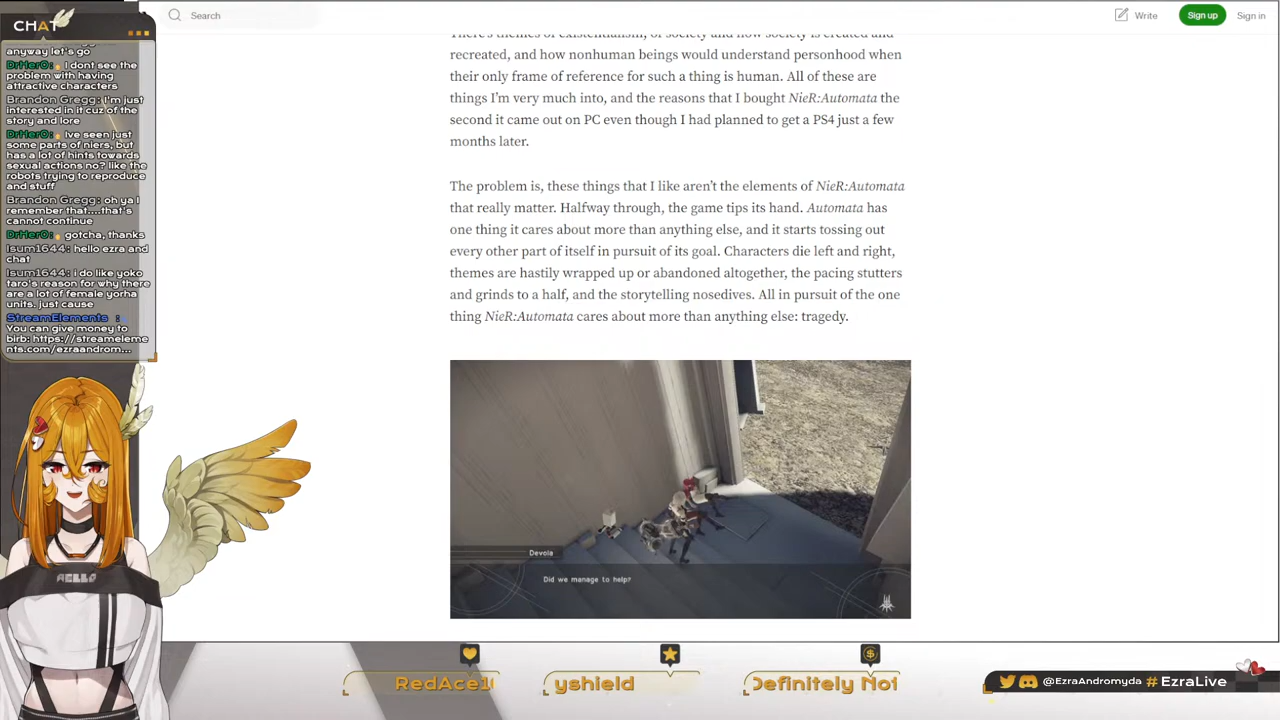 CHAT
anyway let's go
DrHer0: I dont see the
problem with having
attractive characters
Brandon Gregg: I'm just
interested in it cuz of the
story and lore
DrHer0: Ive seen just
some parts of niers, but
has a lot of hints towards
sexual actions no? like the
robots trying to reproduce
and stuff
Brandon Gregg: oh ya I
remember that....that's
cannot continue
DrHer0: gotcha, thanks
Isum1644: hello ezra and
chat
Isum1644: i do like yoko
taro's reason for why there
are a lot of female yorha
units, just cause
StreamElements :
You can give money to
birb: https://streameleme
nts.com/ezraandrom...
Search
Write
Sign up
Sign in
There's themes of existentialism, of society and how society is created and
recreated, and how nonhuman beings would understand personhood when
their only frame of reference for such a thing is human. All of these are
things I'm very much into, and the reasons that I bought NieR:Automata the
second it came out on PC even though I had planned to get a PS4 just a few
months later.
The problem is, these things that I like aren't the elements of NieR:Automata
that really matter. Halfway through, the game tips its hand. Automata has
one thing it cares about more than anything else, and it starts tossing out
every other part of itself in pursuit of its goal. Characters die left and right,
themes are hastily wrapped up or abandoned altogether, the pacing stutters
and grinds to a half, and the storytelling nosedives. All in pursuit of the one
thing NieR:Automata cares about more than anything else: tragedy.
Devola
Did we manage to help?
HELLO
RedAce1
yshield
Definitely Not
@EzraAndromyda # EzraLive